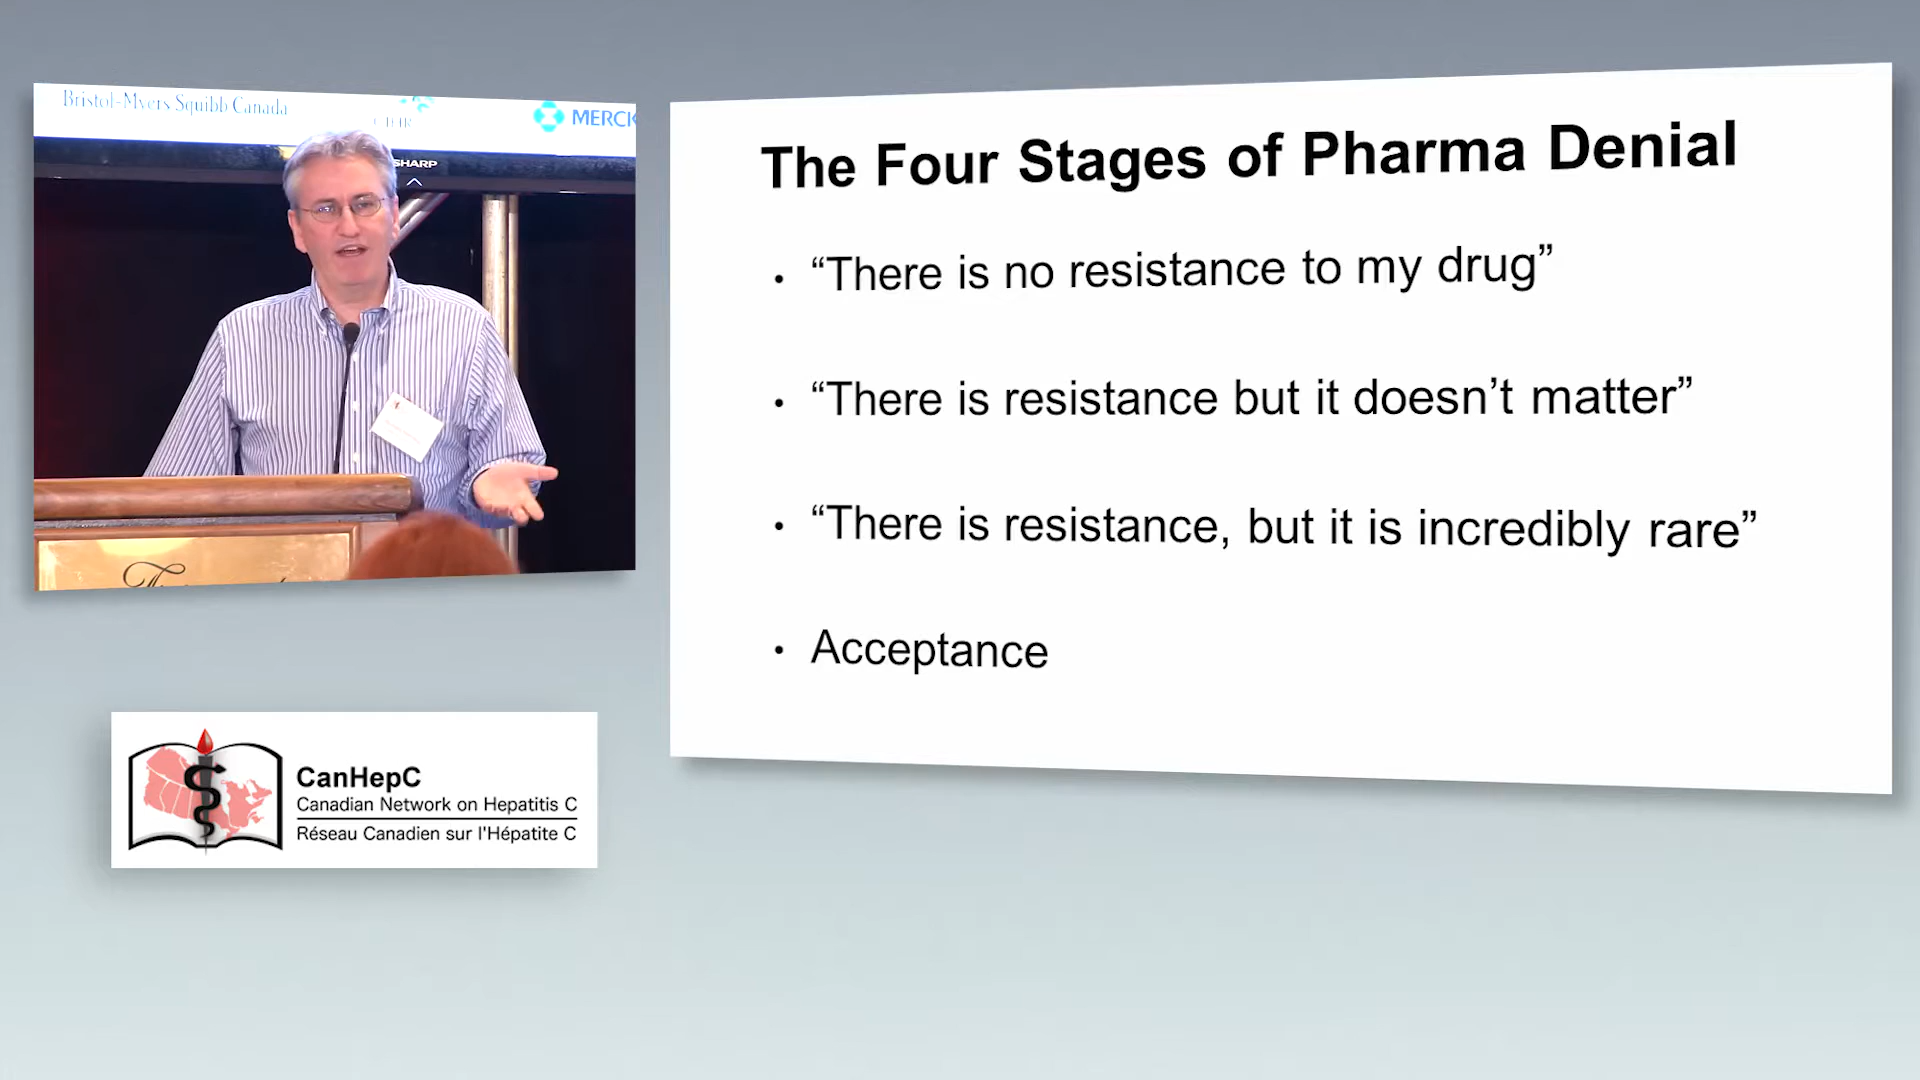 Bristol-Myers Squibb Canada
CIHR
MERCK
SHARP
The Four Stages of Pharma Denial
• “There is no resistance to my drug”
• “There is resistance but it doesn’t matter”
• “There is resistance, but it is incredibly rare”
• Acceptance
CanHepC
Canadian Network on Hepatitis C
Réseau Canadien sur l'Hépatite C